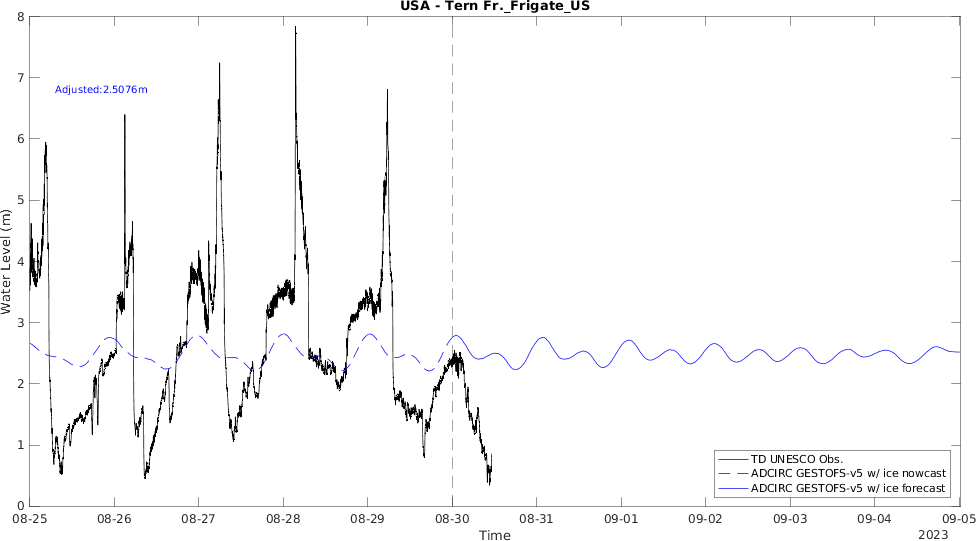 USA - Tern Fr._Frigate_US
8
7
6
5
4
3
2
1
0
Water Level (m)
Adjusted:2.5076m
TD UNESCO Obs.
ADCIRC GESTOFS-v5 w/ ice nowcast
ADCIRC GESTOFS-v5 w/ ice forecast
08-25 08-26 08-27 08-28 08-29 08-30 08-31 09-01 09-02 09-03 09-04 09-05
Time
2023